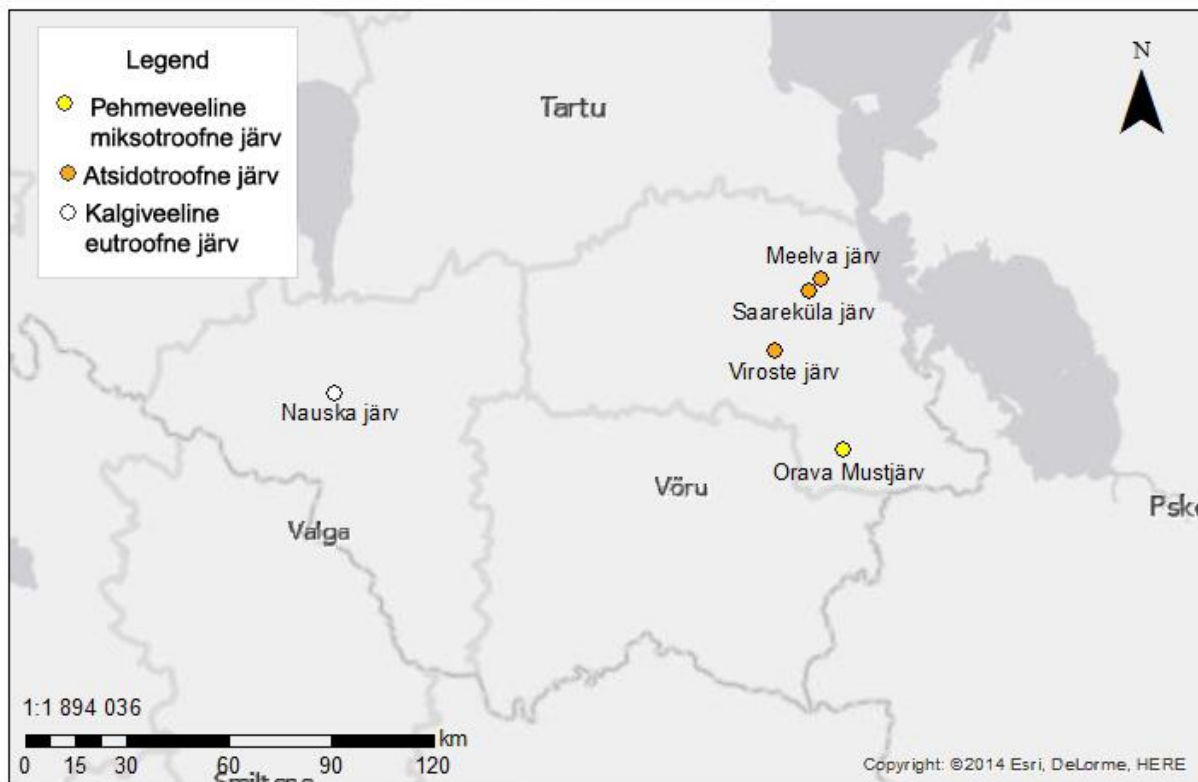 Legend
Pehmeveeline
miksotroofne järv
Atsidotroofne järv
Kalgiveeline
eutroofne järv
N
Tartu
Meelva järv
Saareküla järv
Viroste järv
Nauska järv
Orava Mustjärv
Võru
Psko
Valga
1:1 894 036
km
0 15 30 60 90 120
Copyright: ©2014 Esri, DeLorme, HERE